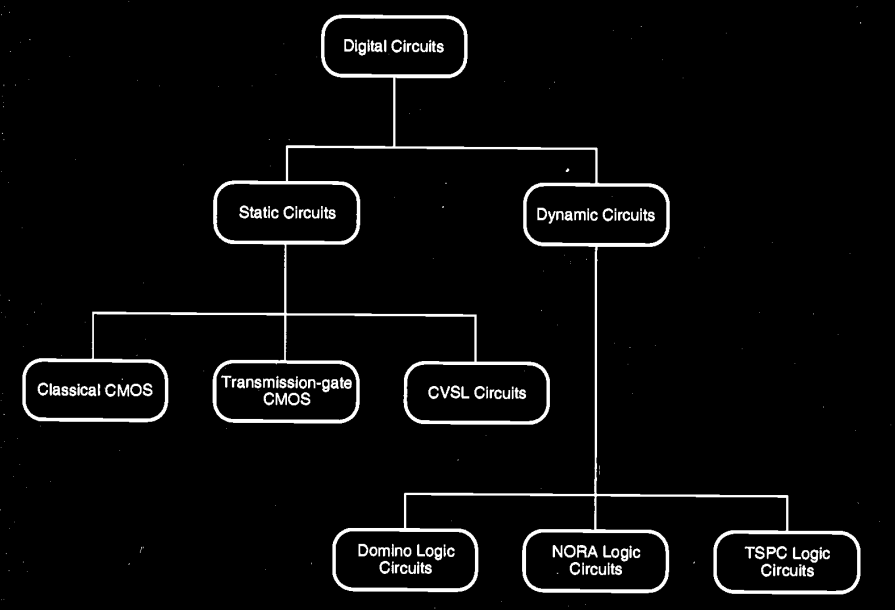 Digital Circuits
Static Circuits
Dynamic Circuits
Classical CMOS
Transmission-gate
CMOS
CVSL Circuits
Domino Logic
Circuits
NORA Logic
Circuits
TSPC Logic
Circuits